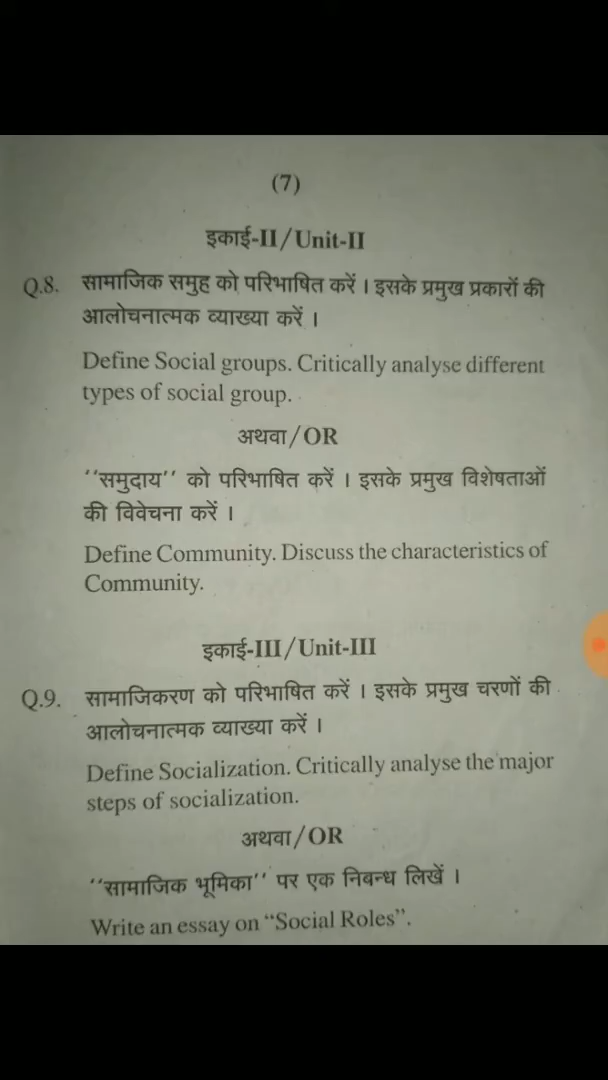 (7)
इकाई-II/Unit-II
Q.8. सामाजिक समुह को परिभाषित करें । इसके प्रमुख प्रकारों की
आलोचनात्मक व्याख्या करें ।
Define Social groups. Critically analyse different
types of social group.
अथवा/OR
‘‘समुदाय’’ को परिभाषित करें । इसके प्रमुख विशेषताओं
की विवेचना करें ।
Define Community. Discuss the characteristics of
Community.
इकाई-III/Unit-III
Q.9. सामाजिकरण को परिभाषित करें । इसके प्रमुख चरणों की
आलोचनात्मक व्याख्या करें ।
Define Socialization. Critically analyse the major
steps of socialization.
अथवा/OR
‘‘सामाजिक भूमिका’’ पर एक निबन्ध लिखें ।
Write an essay on “Social Roles”.